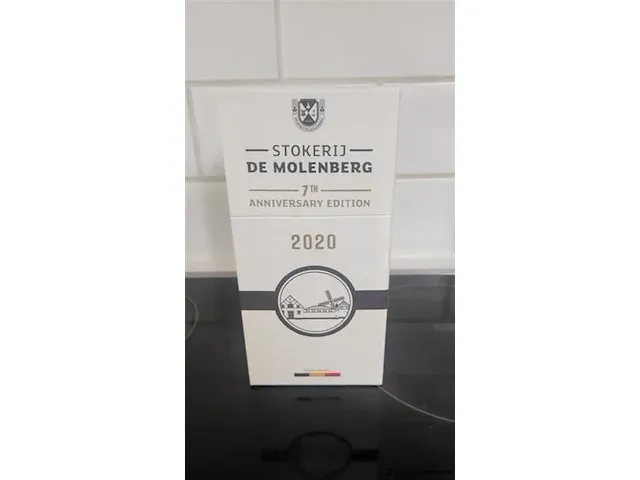 STOKERIJ
DE MOLENBERG
7TH
ANNIVERSARY EDITION
2020